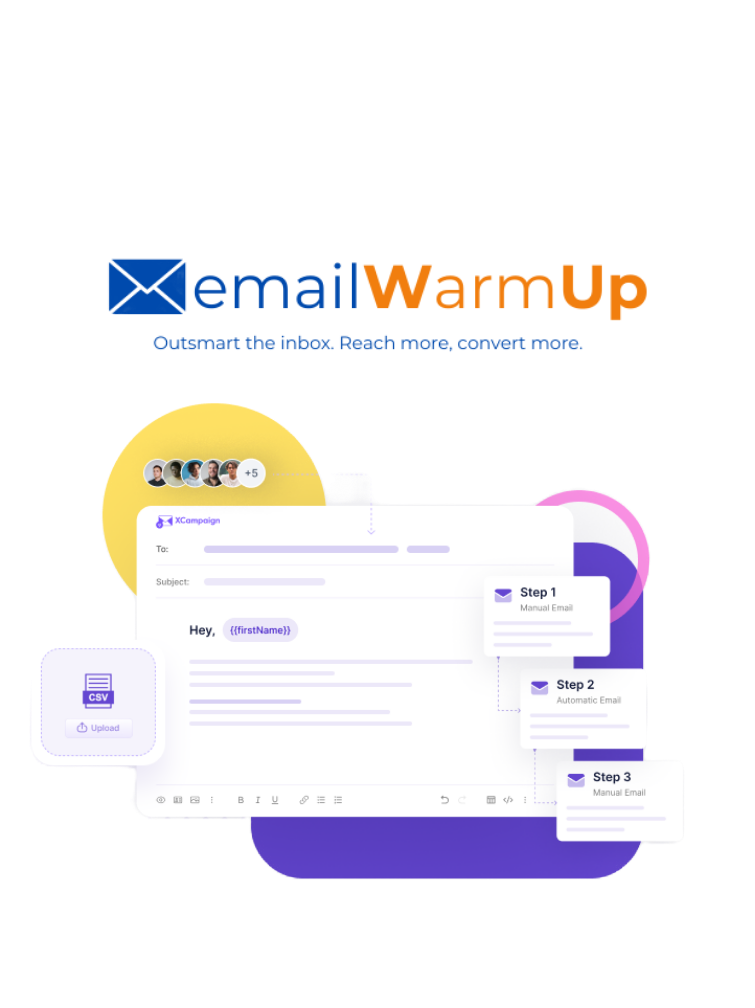 emailWarmUp
Outsmart the inbox. Reach more, convert more.
+5
XCampaign
To:
Subject:
Step 1
Manual Email
Hey, {{firstName}}
CSV
Upload
Step 2
Automatic Email
Step 3
Manual Email
B I U